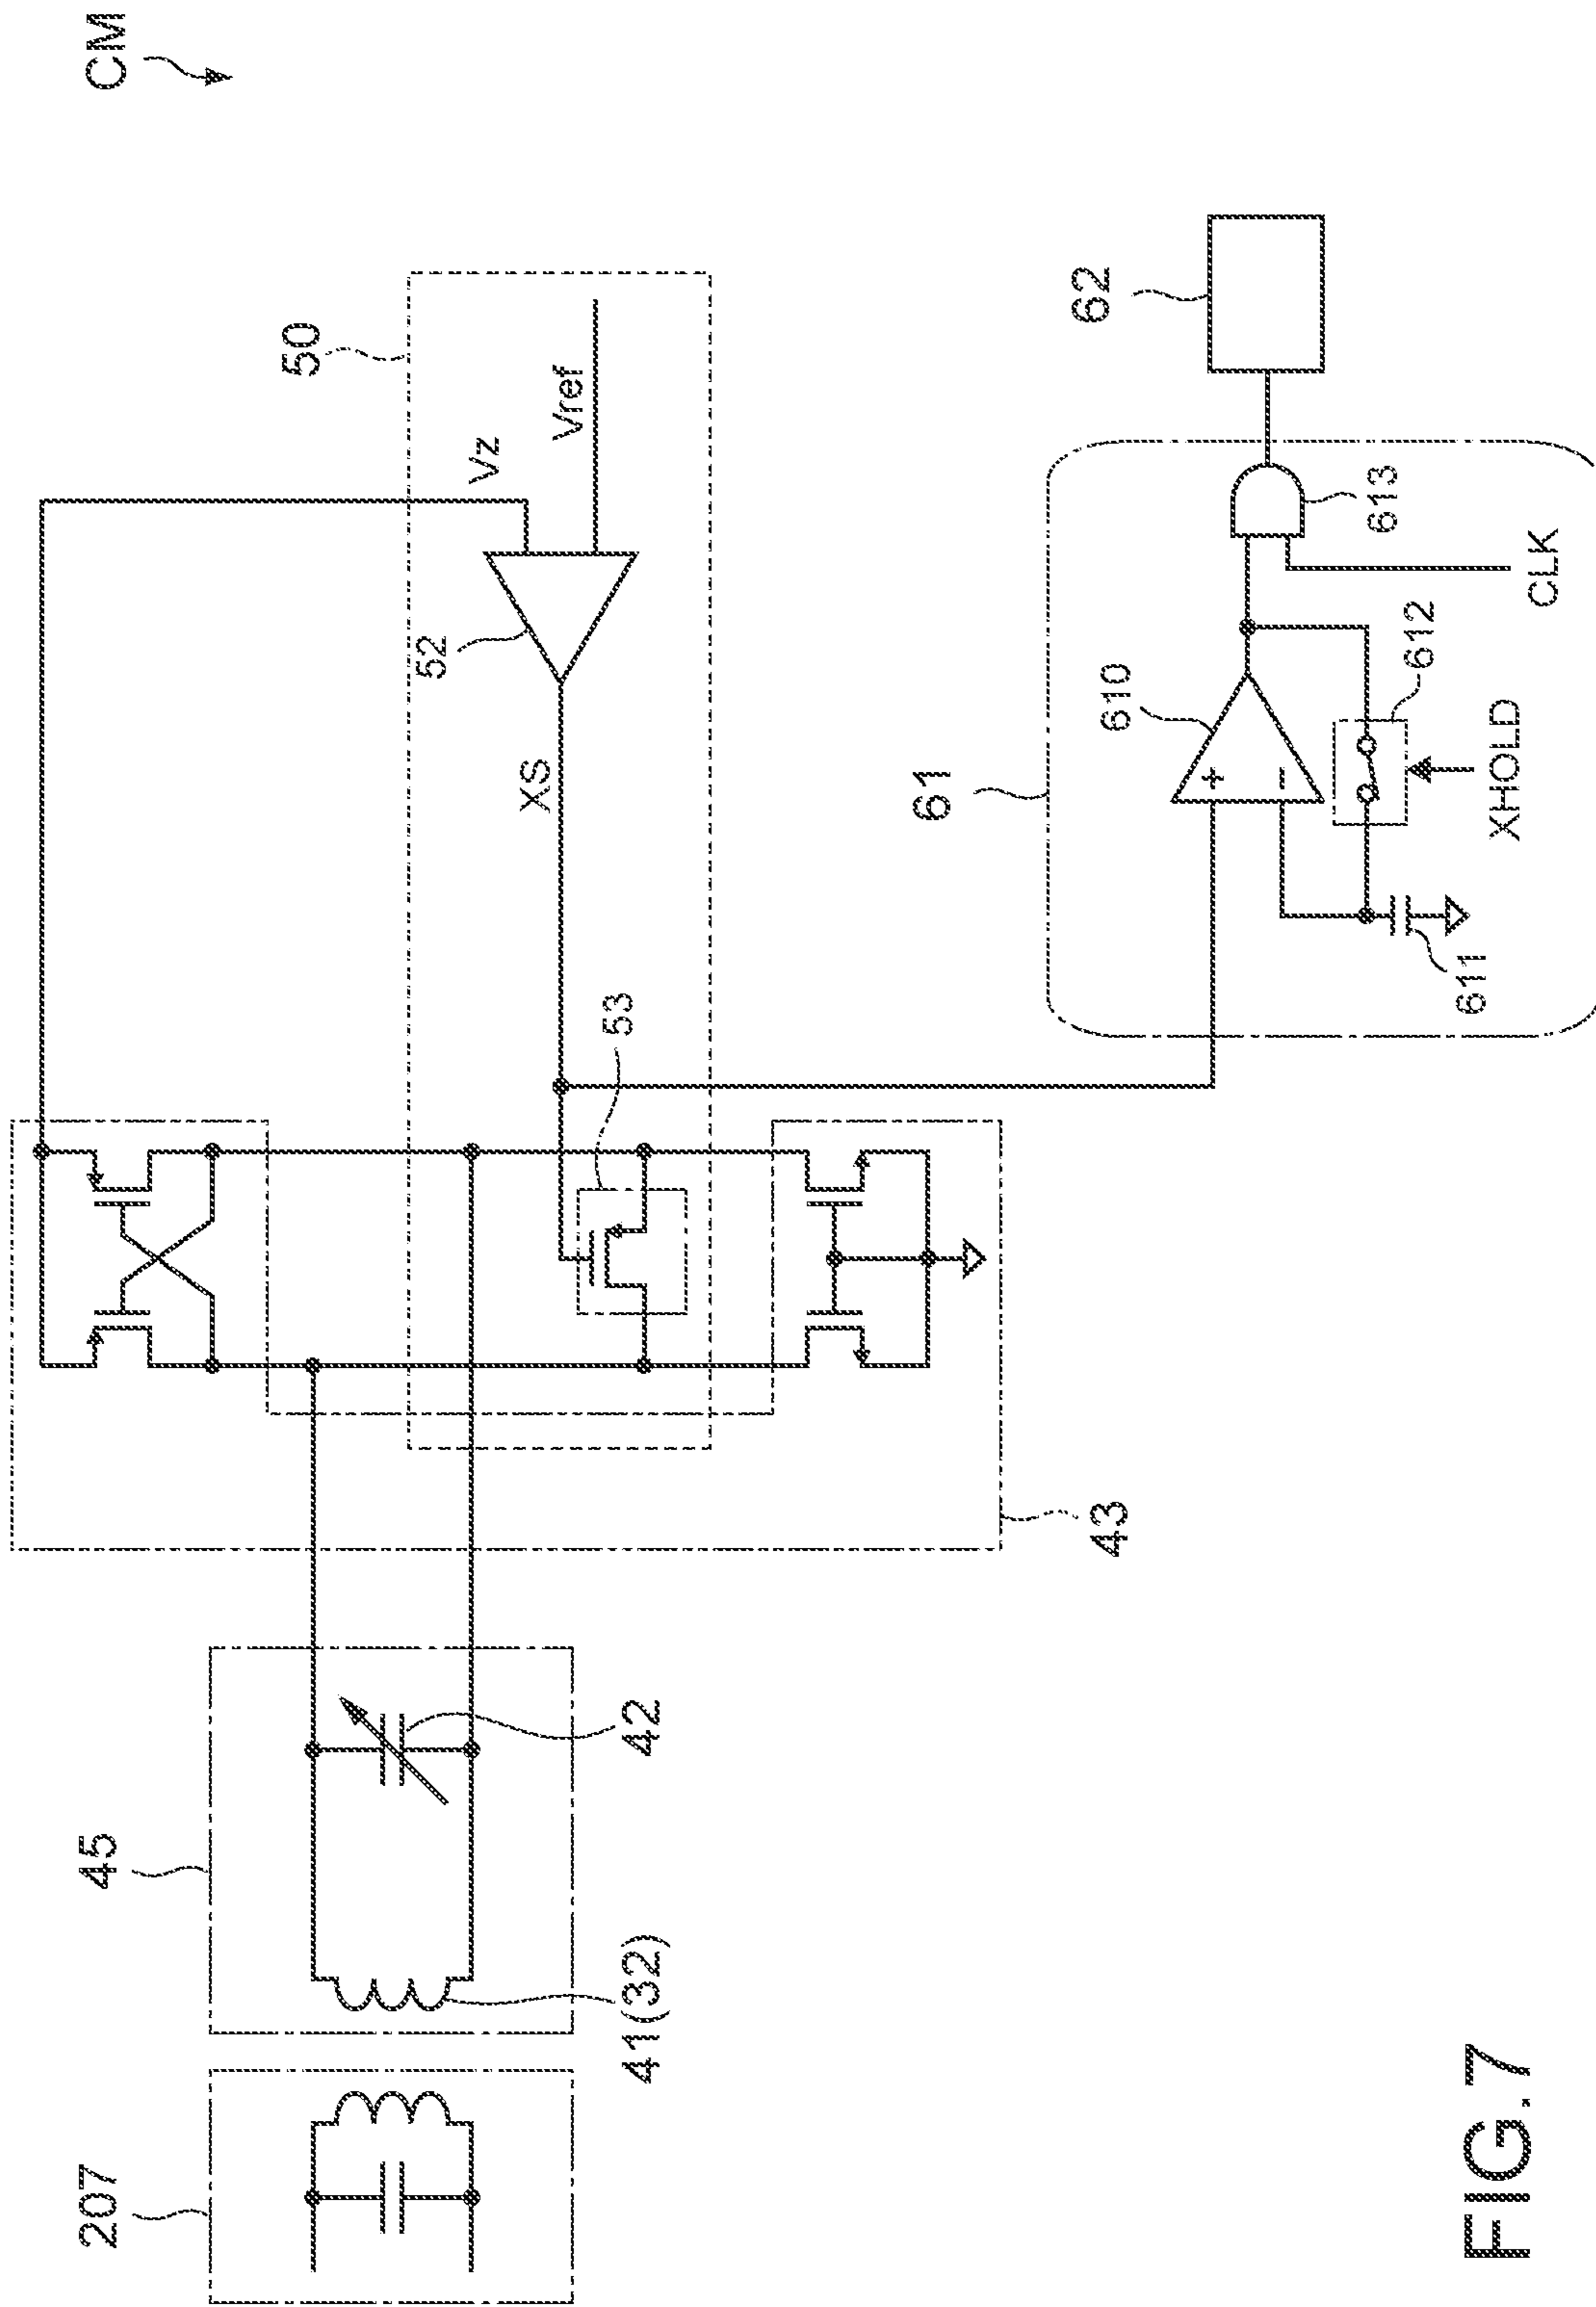 CM
50
Vz
Vref
52
XS
53
43
45
42
41(32)
207
61
62
610
+
−
611
612
613
XHOLD
CLK
FIG.7